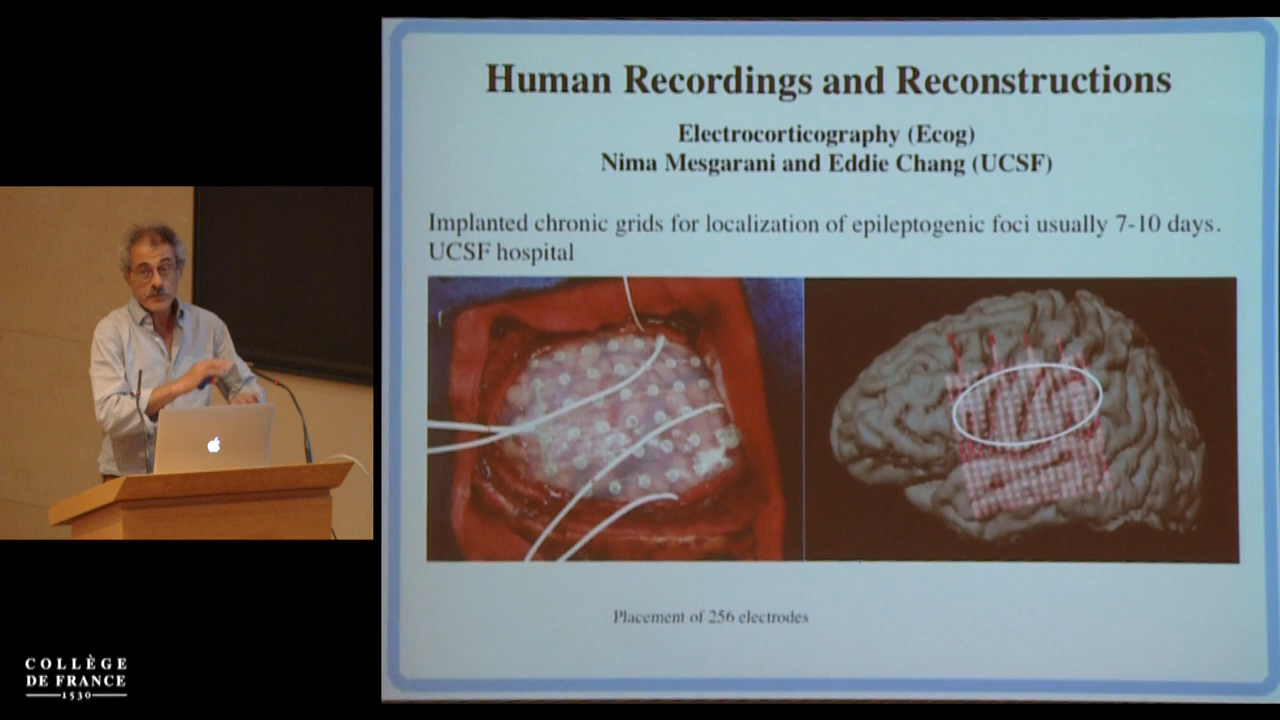 Human Recordings and Reconstructions
Electrocorticography (Ecog)
Nima Mesgarani and Eddie Chang (UCSF)
Implanted chronic grids for localization of epileptogenic foci usually 7-10 days.
UCSF hospital
Placement of 256 electrodes
COLLÈGE
DE FRANCE
1530